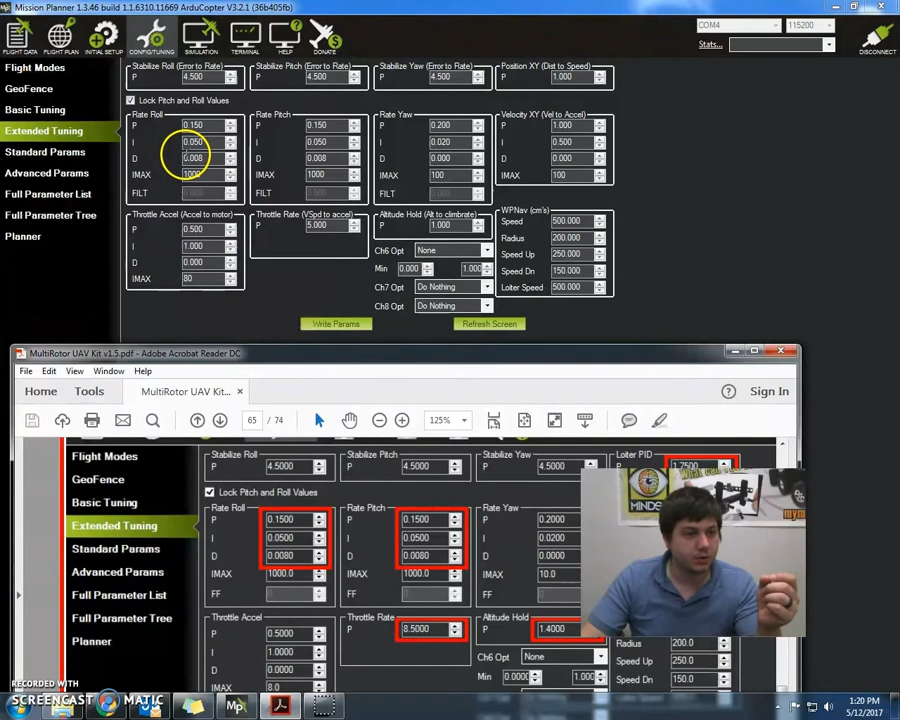 Mission Planner 1.3.46 build 1.1.6310.11669 ArduCopter V3.2.1 (36b405fb)
FLIGHT DATA FLIGHT PLAN INITIAL SETUP CONFIG/TUNING SIMULATION TERMINAL HELP DONATE
COM4 115200
Stats...
DISCONNECT
Flight Modes
GeoFence
Basic Tuning
Extended Tuning
Standard Params
Advanced Params
Full Parameter List
Full Parameter Tree
Planner
Stabilize Roll (Error to Rate)
P 4.500
Stabilize Pitch (Error to Rate)
P 4.500
Stabilize Yaw (Error to Rate)
P 4.500
Position XY (Dist to Speed)
P 1.000
Lock Pitch and Roll Values
Rate Roll
P 0.150
I 0.050
D 0.008
IMAX 1000
FILT 0.000
Rate Pitch
P 0.150
I 0.050
D 0.008
IMAX 1000
FILT 0.000
Rate Yaw
P 0.200
I 0.020
D 0.000
IMAX 100
FILT 0.000
Velocity XY (Vel to Accel)
P 1.000
I 0.500
D 0.000
IMAX 100
Throttle Accel (Accel to motor)
P 0.500
I 1.000
D 0.000
IMAX 80
Throttle Rate (VSpd to accel)
P 5.000
Altitude Hold (Alt to climbrate)
P 1.000
Ch6 Opt None
Min 0.000 1.000
Ch7 Opt Do Nothing
Ch8 Opt Do Nothing
WPNav (cm's)
Speed 500.000
Radius 200.000
Speed Up 250.000
Speed Dn 150.000
Loiter Speed 500.000
Write Params
Refresh Screen
MultiRotor UAV Kit v1.5.pdf - Adobe Acrobat Reader DC
File Edit View Window Help
Home Tools MultiRotor UAV Kit... × ? Sign In
65 / 74 125%
Flight Modes
GeoFence
Basic Tuning
Extended Tuning
Standard Params
Advanced Params
Full Parameter List
Full Parameter Tree
Planner
Stabilize Roll
P 4.5000
Stabilize Pitch
P 4.5000
Stabilize Yaw
P 4.5000
Loiter PID
P 1.7500
Lock Pitch and Roll Values
Rate Roll
P 0.1500
I 0.0500
D 0.0080
IMAX 1000.0
FF
Rate Pitch
P 0.1500
I 0.0500
D 0.0080
IMAX 1000.0
FF
Rate Yaw
P 0.2000
I 0.0200
D 0.0000
IMAX 10.0
FF
Throttle Accel
P 0.5000
I 1.0000
D 0.0000
IMAX 8.0
Throttle Rate
P 8.5000
Altitude Hold
P 1.4000
Ch6 Opt None
Min 0.0000 1.000
Radius 200.0
Speed Up 250.0
Speed Dn 150.0
MINDS
What can
mym
RECORDED WITH
SCREENCAST MATIC
Mp
1:20 PM
5/12/2017